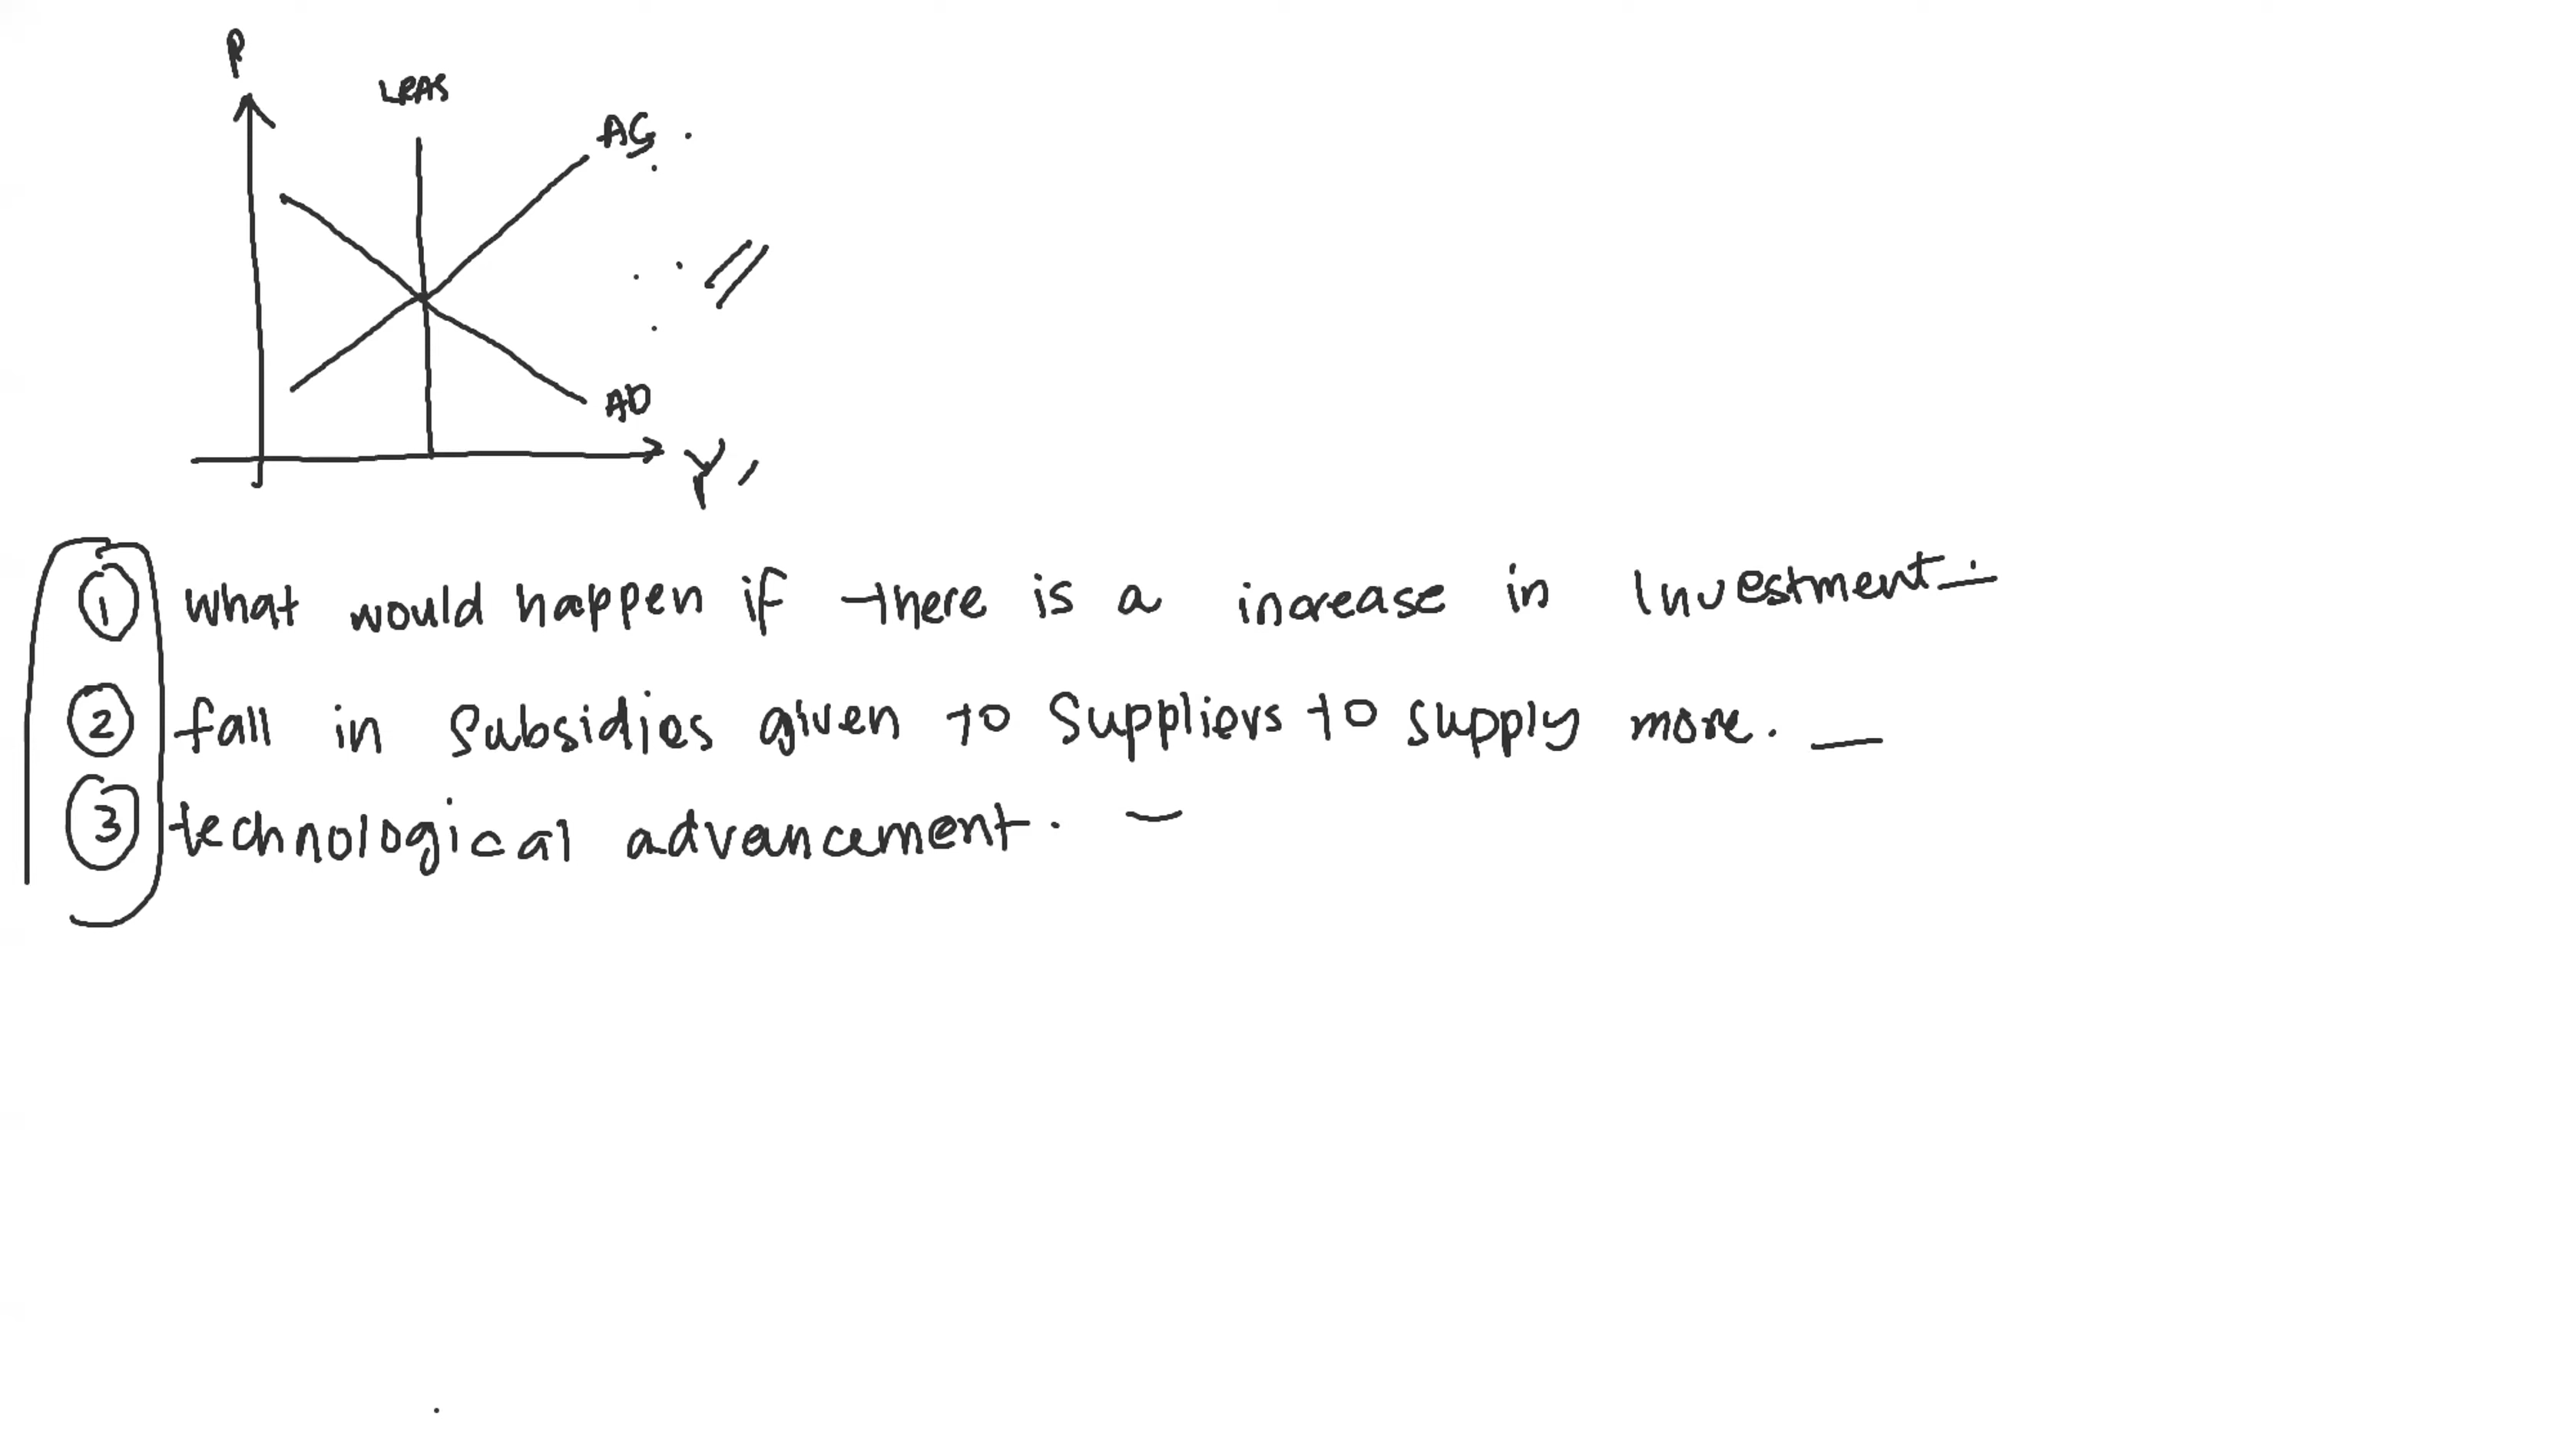 P
LRAS
AS
AD
Y
① What would happen if there is a increase in Investment.
② fall in subsidies given to suppliers to supply more.
③ technological advancement.